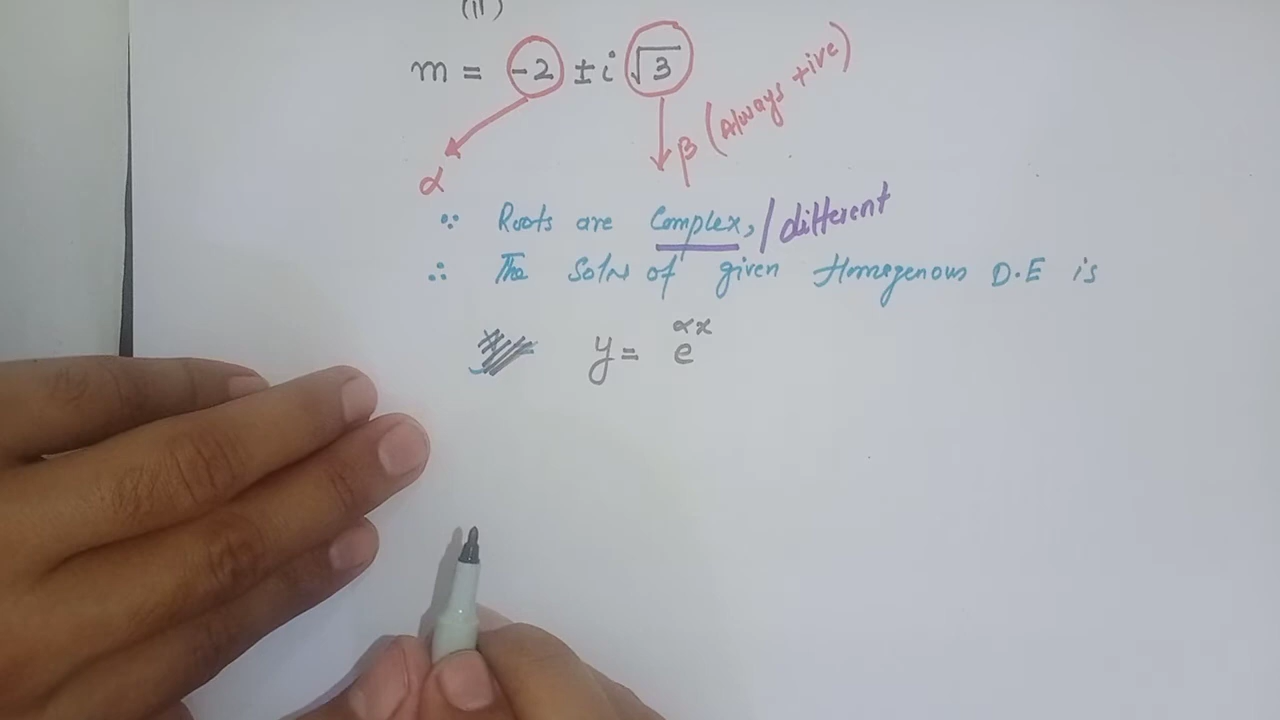 (ii)
m = -2 ± i √3
α β (Always +ive)
∵ Roots are Complex, / different
∴ The Soln of given Homogenous D.E is
y = e^αx